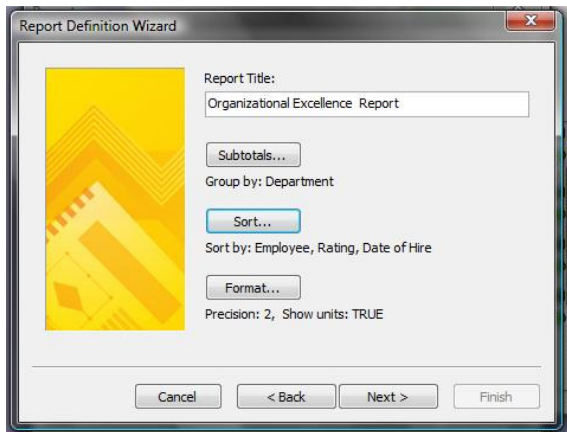 Report Definition Wizard
Report Title:
Organizational Excellence Report
Subtotals...
Group by: Department
Sort...
Sort by: Employee, Rating, Date of Hire
Format...
Precision: 2, Show units: TRUE
Cancel
< Back
Next >
Finish